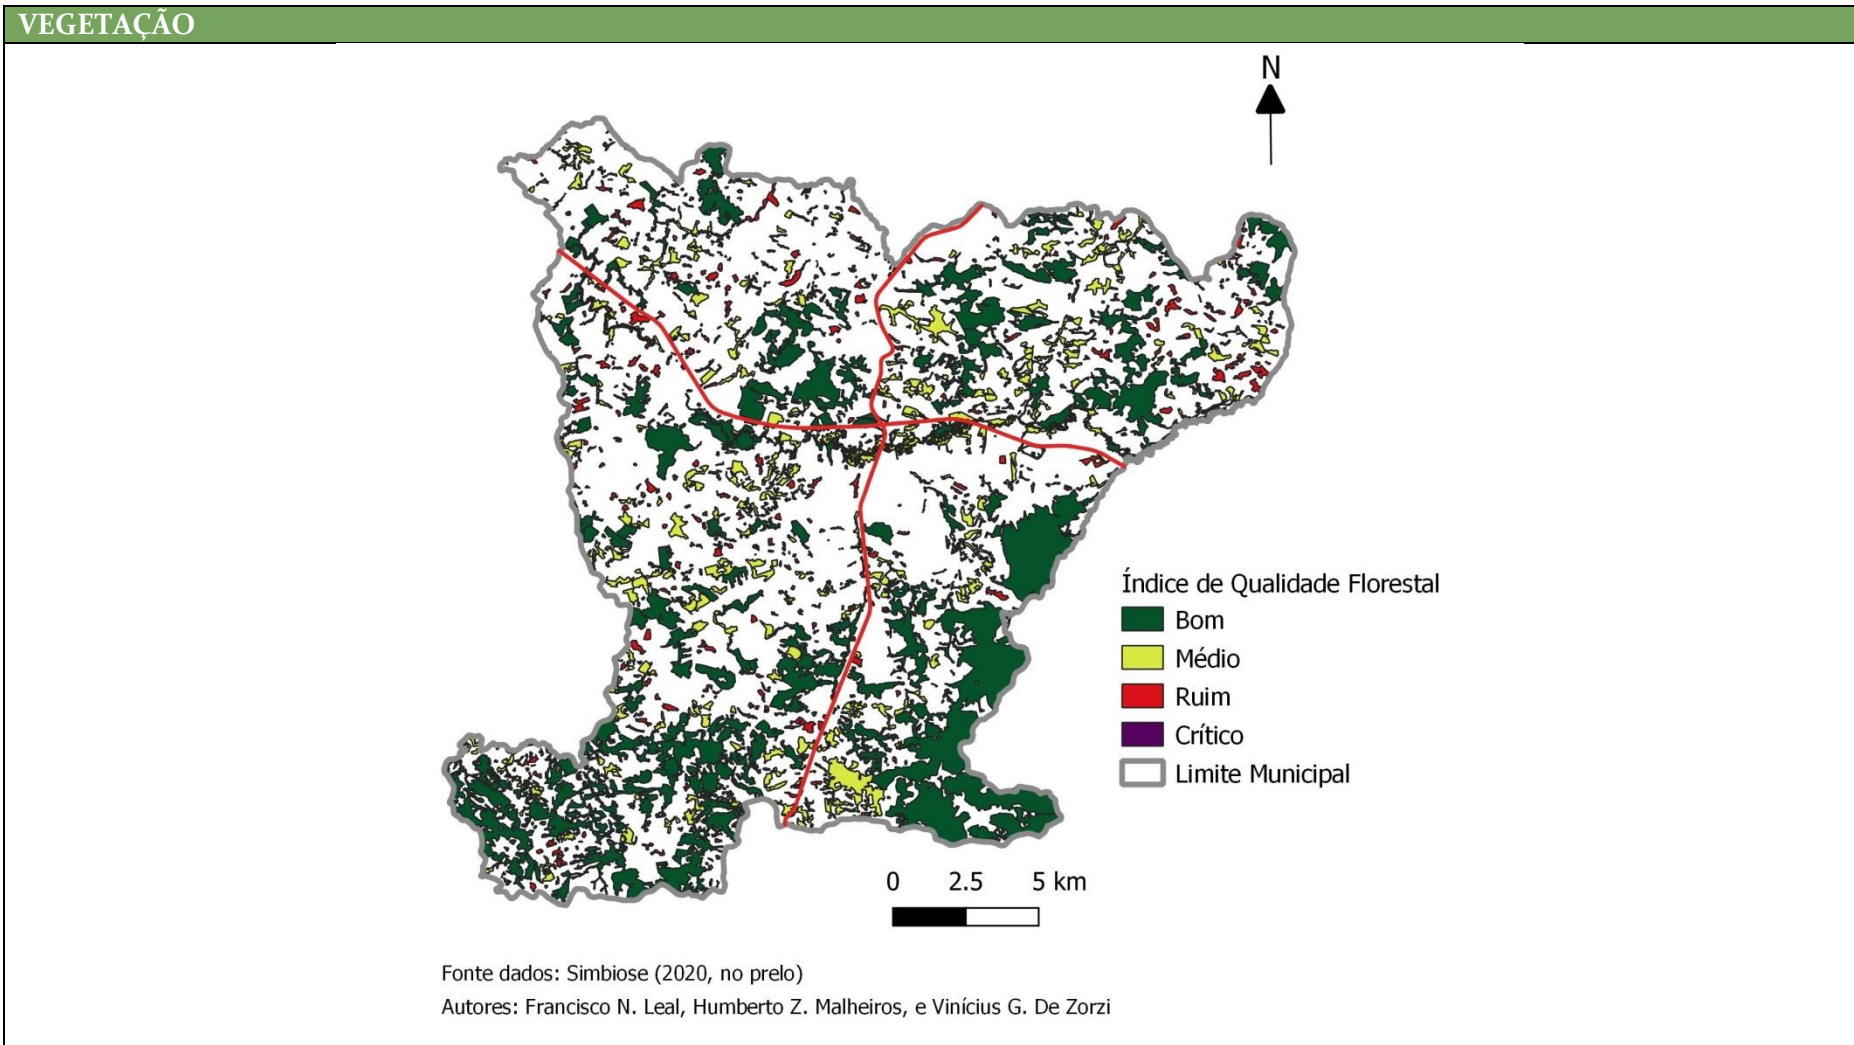 VEGETAÇÃO
N
Índice de Qualidade Florestal
Bom
Médio
Ruim
Crítico
Limite Municipal
0 2.5 5 km
Fonte dados: Simbiose (2020, no prelo)
Autores: Francisco N. Leal, Humberto Z. Malheiros, e Vinícius G. De Zorzi